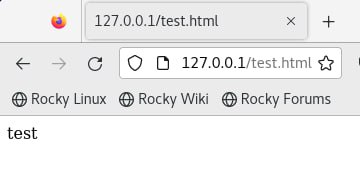 127.0.0.1/test.html
127.0.0.1/test.html
Rocky Linux Rocky Wiki Rocky Forums
test